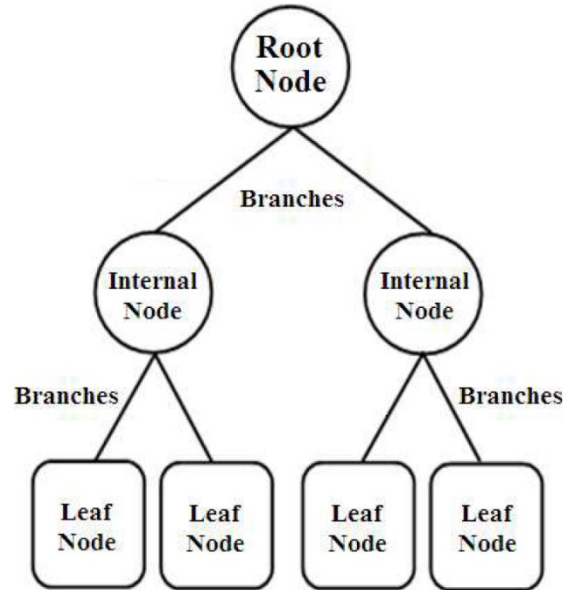 Root
Node
Branches
Internal
Node
Internal
Node
Branches
Branches
Leaf
Node
Leaf
Node
Leaf
Node
Leaf
Node